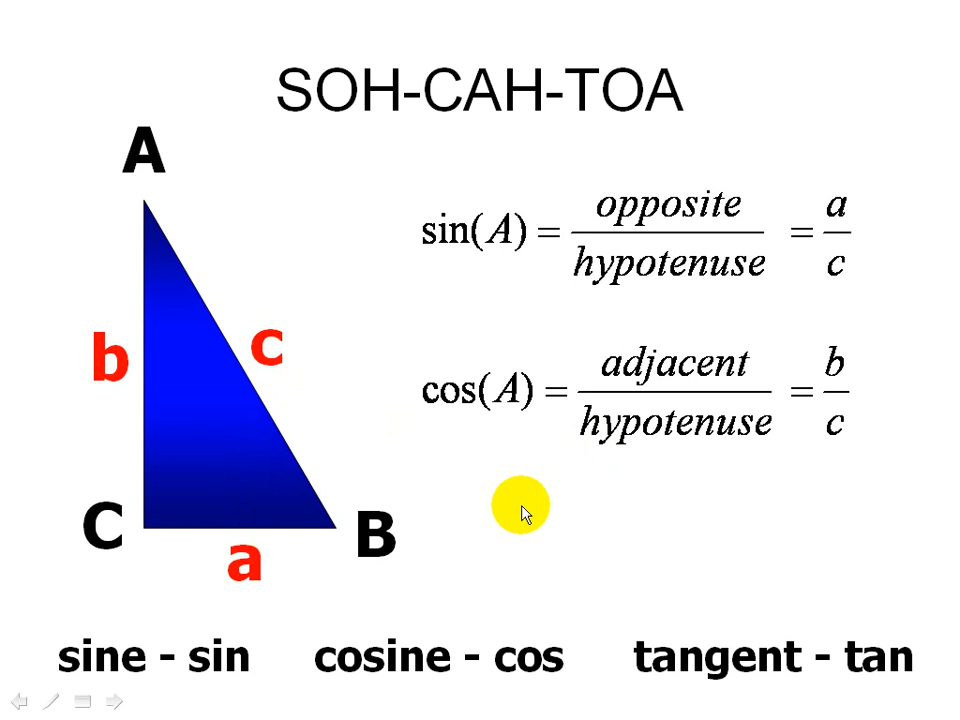 SOH-CAH-TOA
A
sin(A) = opposite/hypotenuse = a/c
b
c
cos(A) = adjacent/hypotenuse = b/c
C
B
a
sine - sin cosine - cos tangent - tan